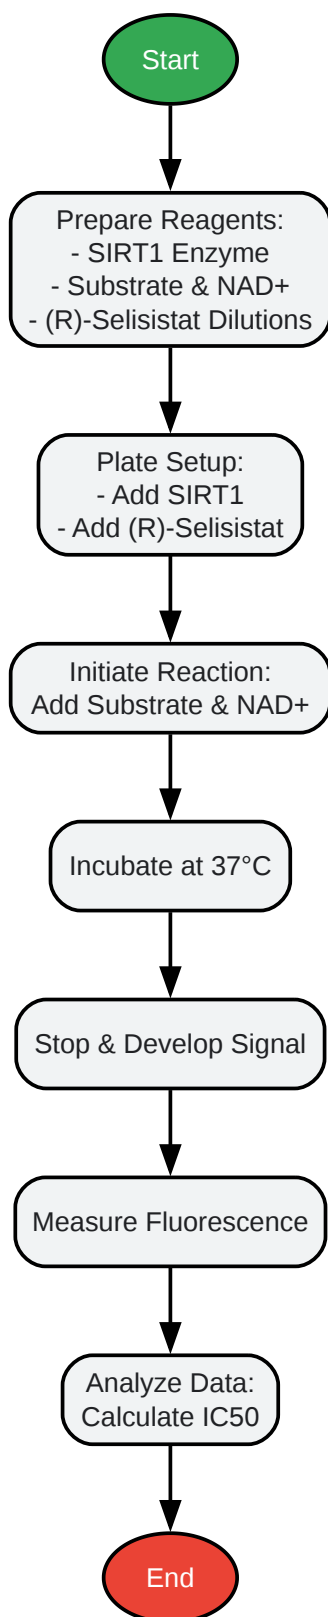 Start
Prepare Reagents:
- SIRT1 Enzyme
- Substrate & NAD+
- (R)-Selisistat Dilutions
Plate Setup:
- Add SIRT1
- Add (R)-Selisistat
Initiate Reaction:
Add Substrate & NAD+
Incubate at 37°C
Stop & Develop Signal
Measure Fluorescence
Analyze Data:
Calculate IC50
End